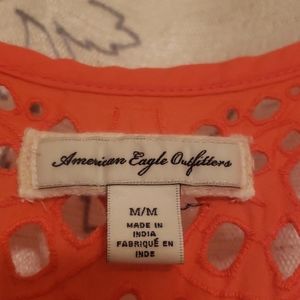 American Eagle Outfitters
M/M
MADE IN
INDIA
FABRIQUÉ EN
INDE